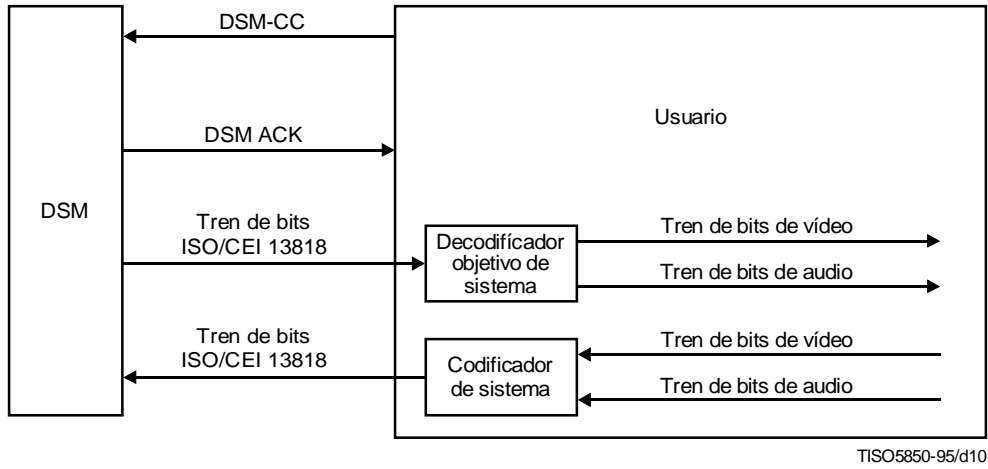 DSM-CC
Usuario
DSM ACK
DSM
Tren de bits
ISO/CEI 13818
Decodifícador
objetivo de
sistema
Tren de bits de vídeo
Tren de bits de audio
Tren de bits
ISO/CEI 13818
Codificador
de sistema
Tren de bits de vídeo
Tren de bits de audio
TISO5850-95/d10